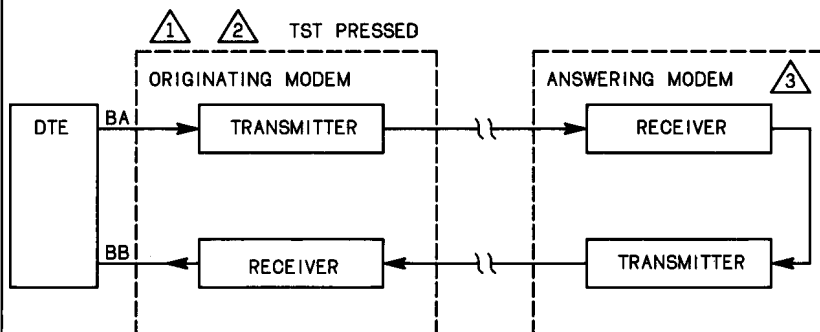 1 2 TST PRESSED
ORIGINATING MODEM
ANSWERING MODEM 3
DTE
BA
TRANSMITTER
RECEIVER
BB
RECEIVER
TRANSMITTER